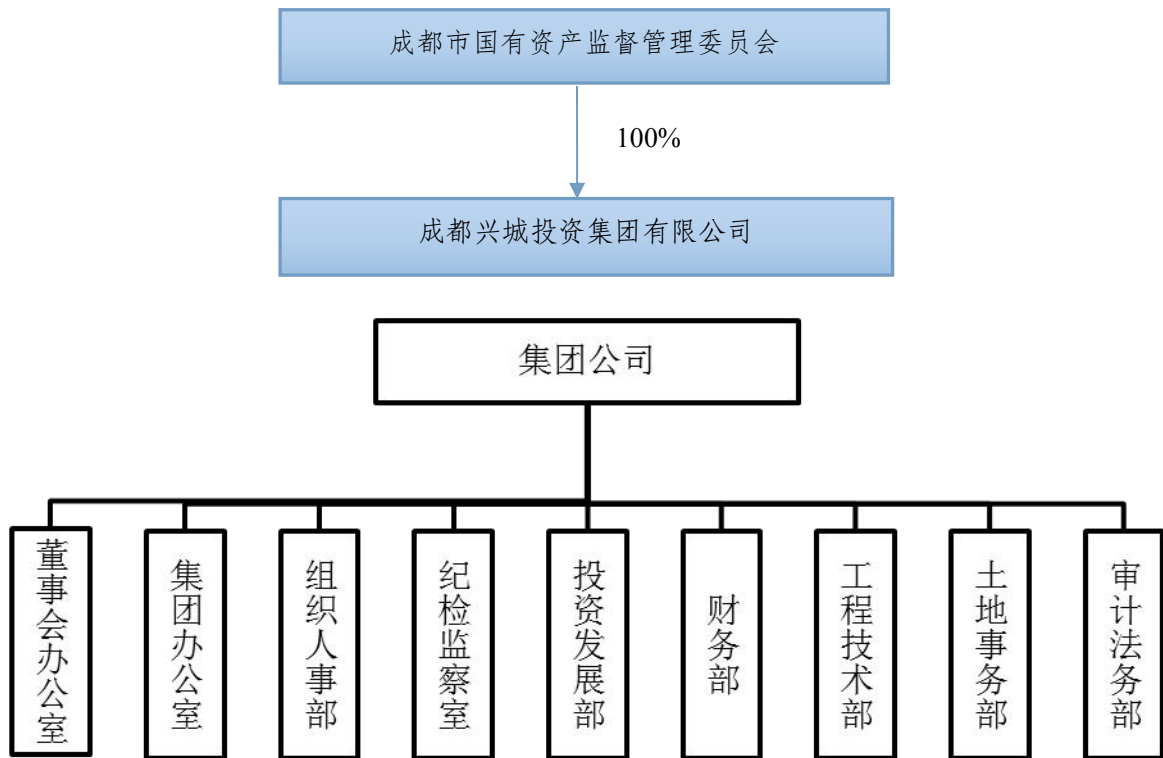 成都市国有资产监督管理委员会
100%
成都兴城投资集团有限公司
集团公司
董事会办公室
集团办公室
组织人事部
纪检监察室
投资发展部
财务部
工程技术部
土地事务部
审计法务部